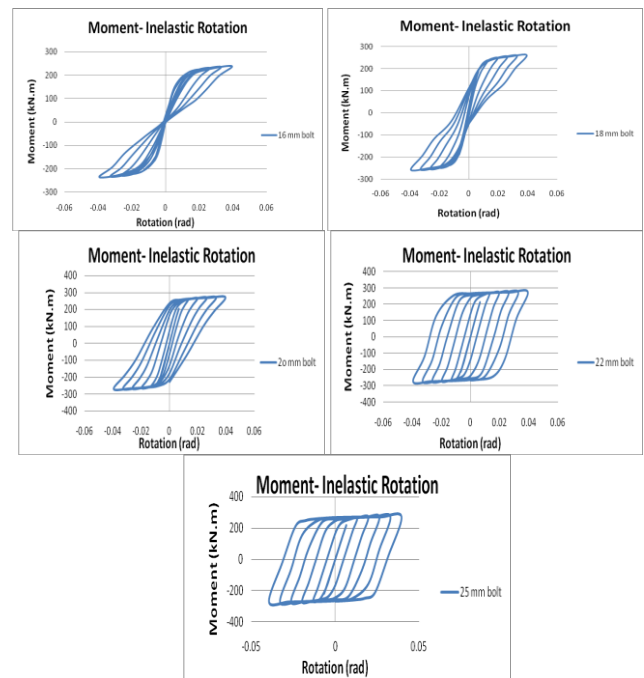 Moment- Inelastic Rotation
300
200
100
0
-100
-200
-300
-0.06 -0.04 -0.02 0 0.02 0.04 0.06
Moment (kN.m)
Rotation (rad)
16 mm bolt
Moment- Inelastic Rotation
300
200
100
0
-100
-200
-300
-0.06 -0.04 -0.02 0 0.02 0.04 0.06
Moment (kN.m)
Rotation (rad)
18 mm bolt
Moment- Inelastic Rotation
400
300
200
100
0
-100
-200
-300
-400
-0.06 -0.04 -0.02 0 0.02 0.04 0.06
Moment (kN.m)
Rotation (rad)
2o mm bolt
Moment- Inelastic Rotation
400
300
200
100
0
-100
-200
-300
-400
-0.06 -0.04 -0.02 0 0.02 0.04 0.06
Moment (kN.m)
Rotation (rad)
22 mm bolt
Moment- Inelastic Rotation
400
200
0
-200
-400
-0.05 0 0.05
Moment (kN.m)
Rotation (rad)
25 mm bolt